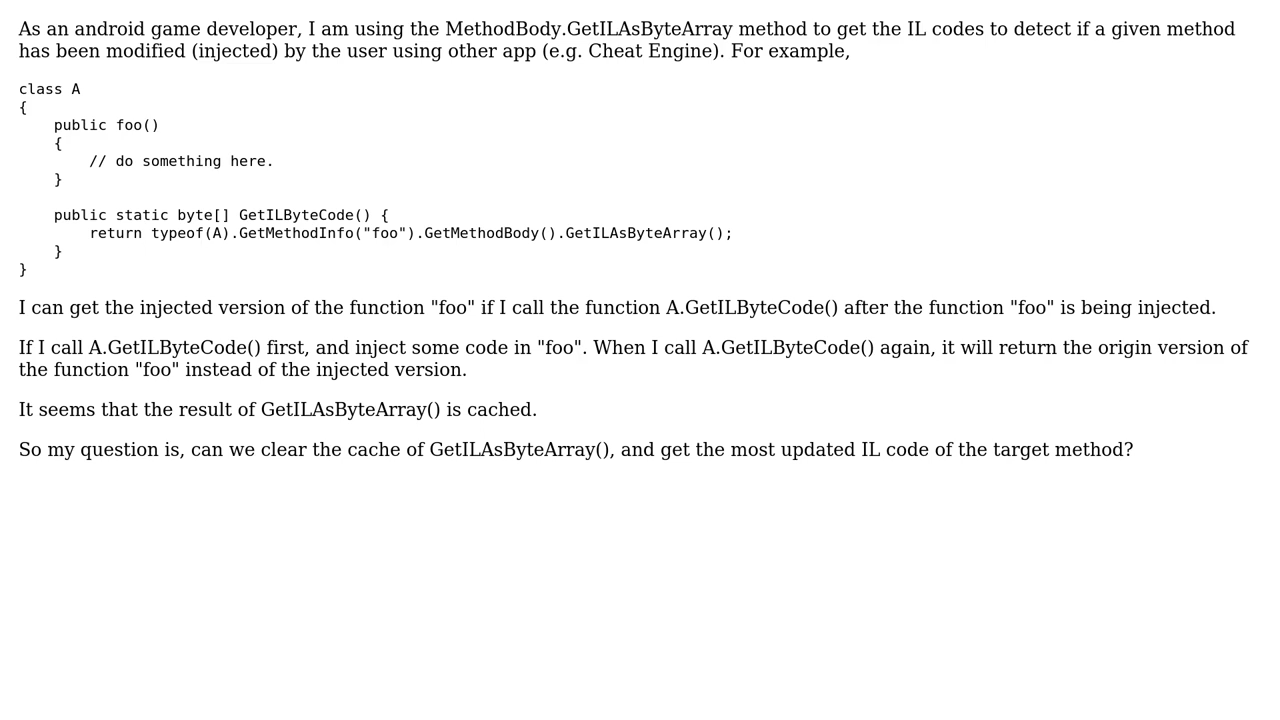 As an android game developer, I am using the MethodBody.GetILAsByteArray method to get the IL codes to detect if a given method
has been modified (injected) by the user using other app (e.g. Cheat Engine). For example,
class A
{
    public foo()
    {
        // do something here.
    }
    public static byte[] GetILByteCode() {
        return typeof(A).GetMethodInfo("foo").GetMethodBody().GetILAsByteArray();
    }
}
I can get the injected version of the function "foo" if I call the function A.GetILByteCode() after the function "foo" is being injected.
If I call A.GetILByteCode() first, and inject some code in "foo". When I call A.GetILByteCode() again, it will return the origin version of
the function "foo" instead of the injected version.
It seems that the result of GetILAsByteArray() is cached.
So my question is, can we clear the cache of GetILAsByteArray(), and get the most updated IL code of the target method?